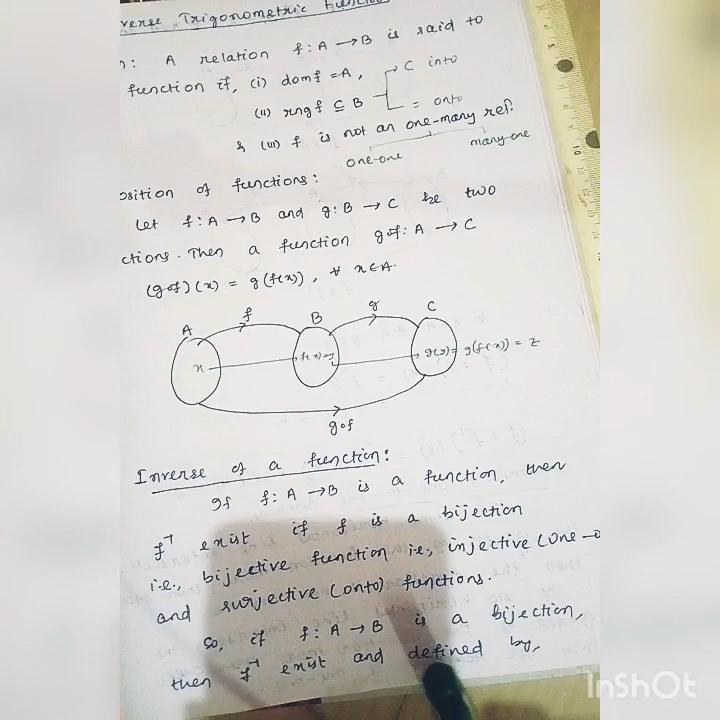 verse Trigonometric Function
n: A relation f: A → B is said to
function if, (i) domf = A,
(ii) rngf ⊆ B
⊂ into
= onto
& (iii) f is not an one-many relⁿ.
one-one
many-one
osition of functions:
Let f: A → B and g: B → C be two
ctions. Then a function gof: A → C
(gof)(x) = g(f(x)), ∀ x ∈ A.
A f B g C
x f(x)=y g(y)= g(f(x)) = z
gof
Inverse of a function:
If f: A → B is a function, then
f⁻¹ exist if f is a bijection
i.e., bijective function i.e., injective (one-o
and surjective (onto) functions.
So, if f: A → B is a bijection,
then f⁻¹ exist and defined by,
InShOt